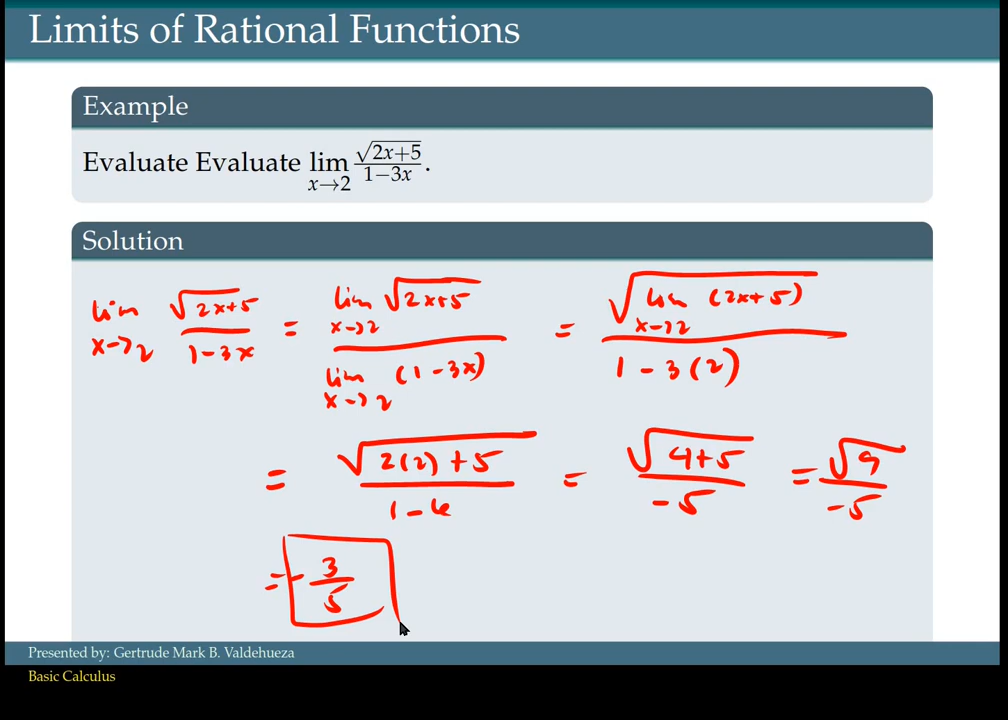 Limits of Rational Functions
Example
Evaluate Evaluate lim x→2 √2x+5 / 1−3x .
Solution
lim x→2 √2x+5 / 1−3x = lim x→2 √2x+5 / lim x→2 (1−3x) = √lim x→2 (2x+5) / 1−3(2)
= √2(2)+5 / 1−6 = √4+5 / −5 = √9 / −5
= −3/5
Presented by: Gertrude Mark B. Valdehueza
Basic Calculus